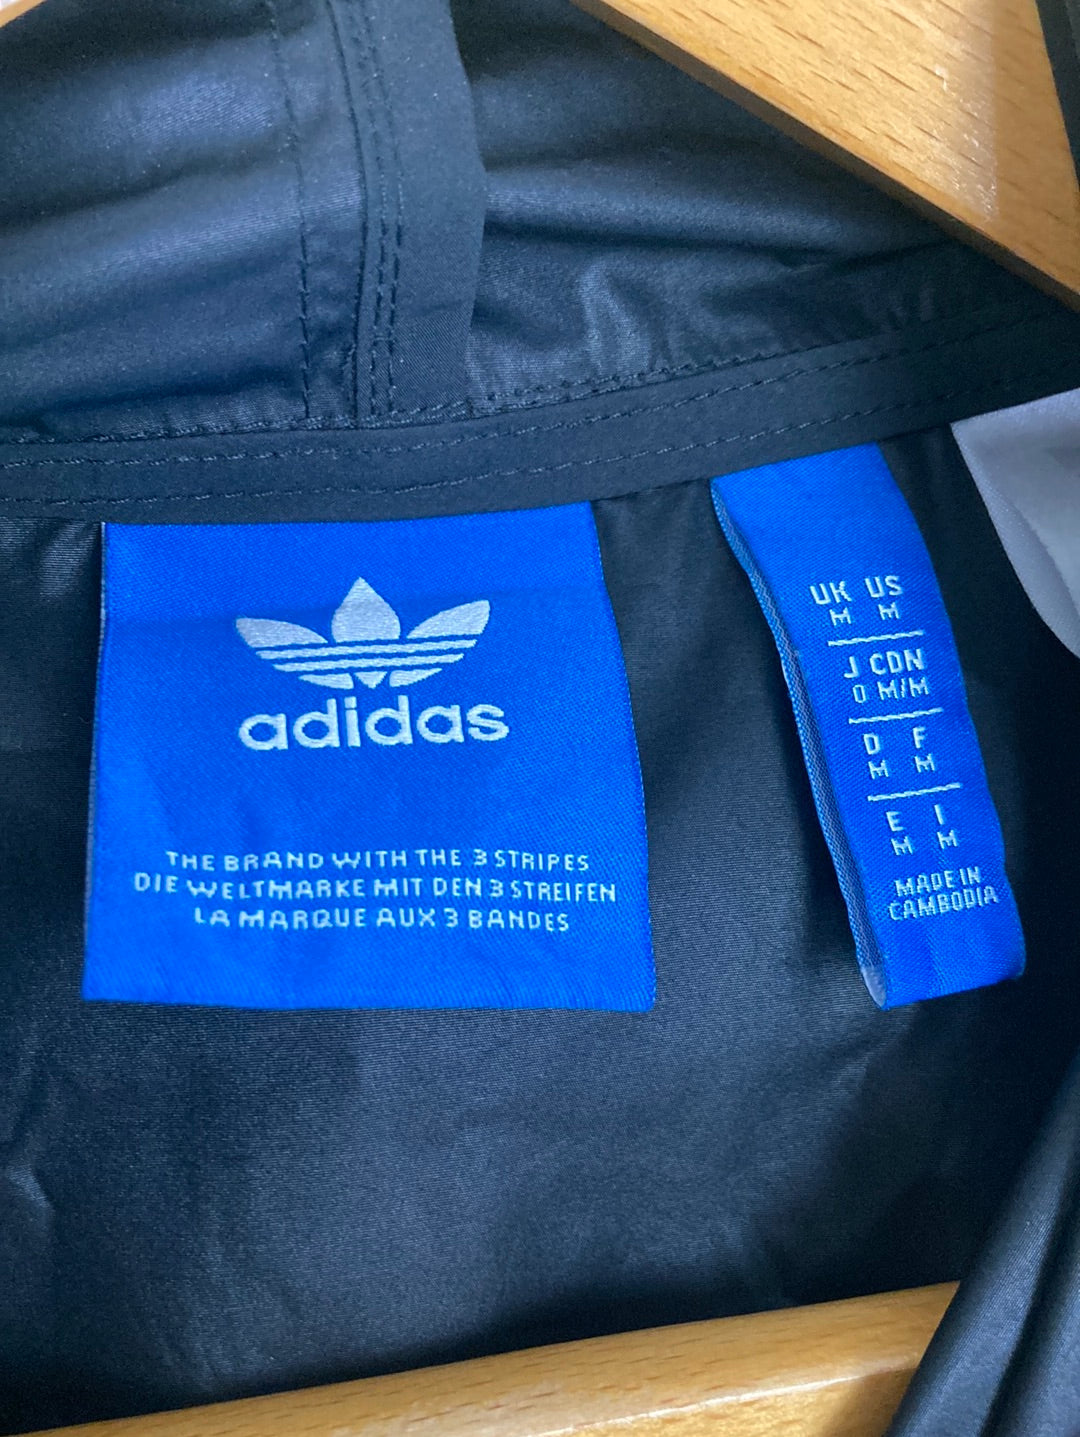 adidas
THE BRAND WITH THE 3 STRIPES
DIE WELTMARKE MIT DEN 3 STREIFEN
LA MARQUE AUX 3 BANDES
UK US
M M
J CDN
O M/M
D F
M M
E I
M M
MADE IN
CAMBODIA